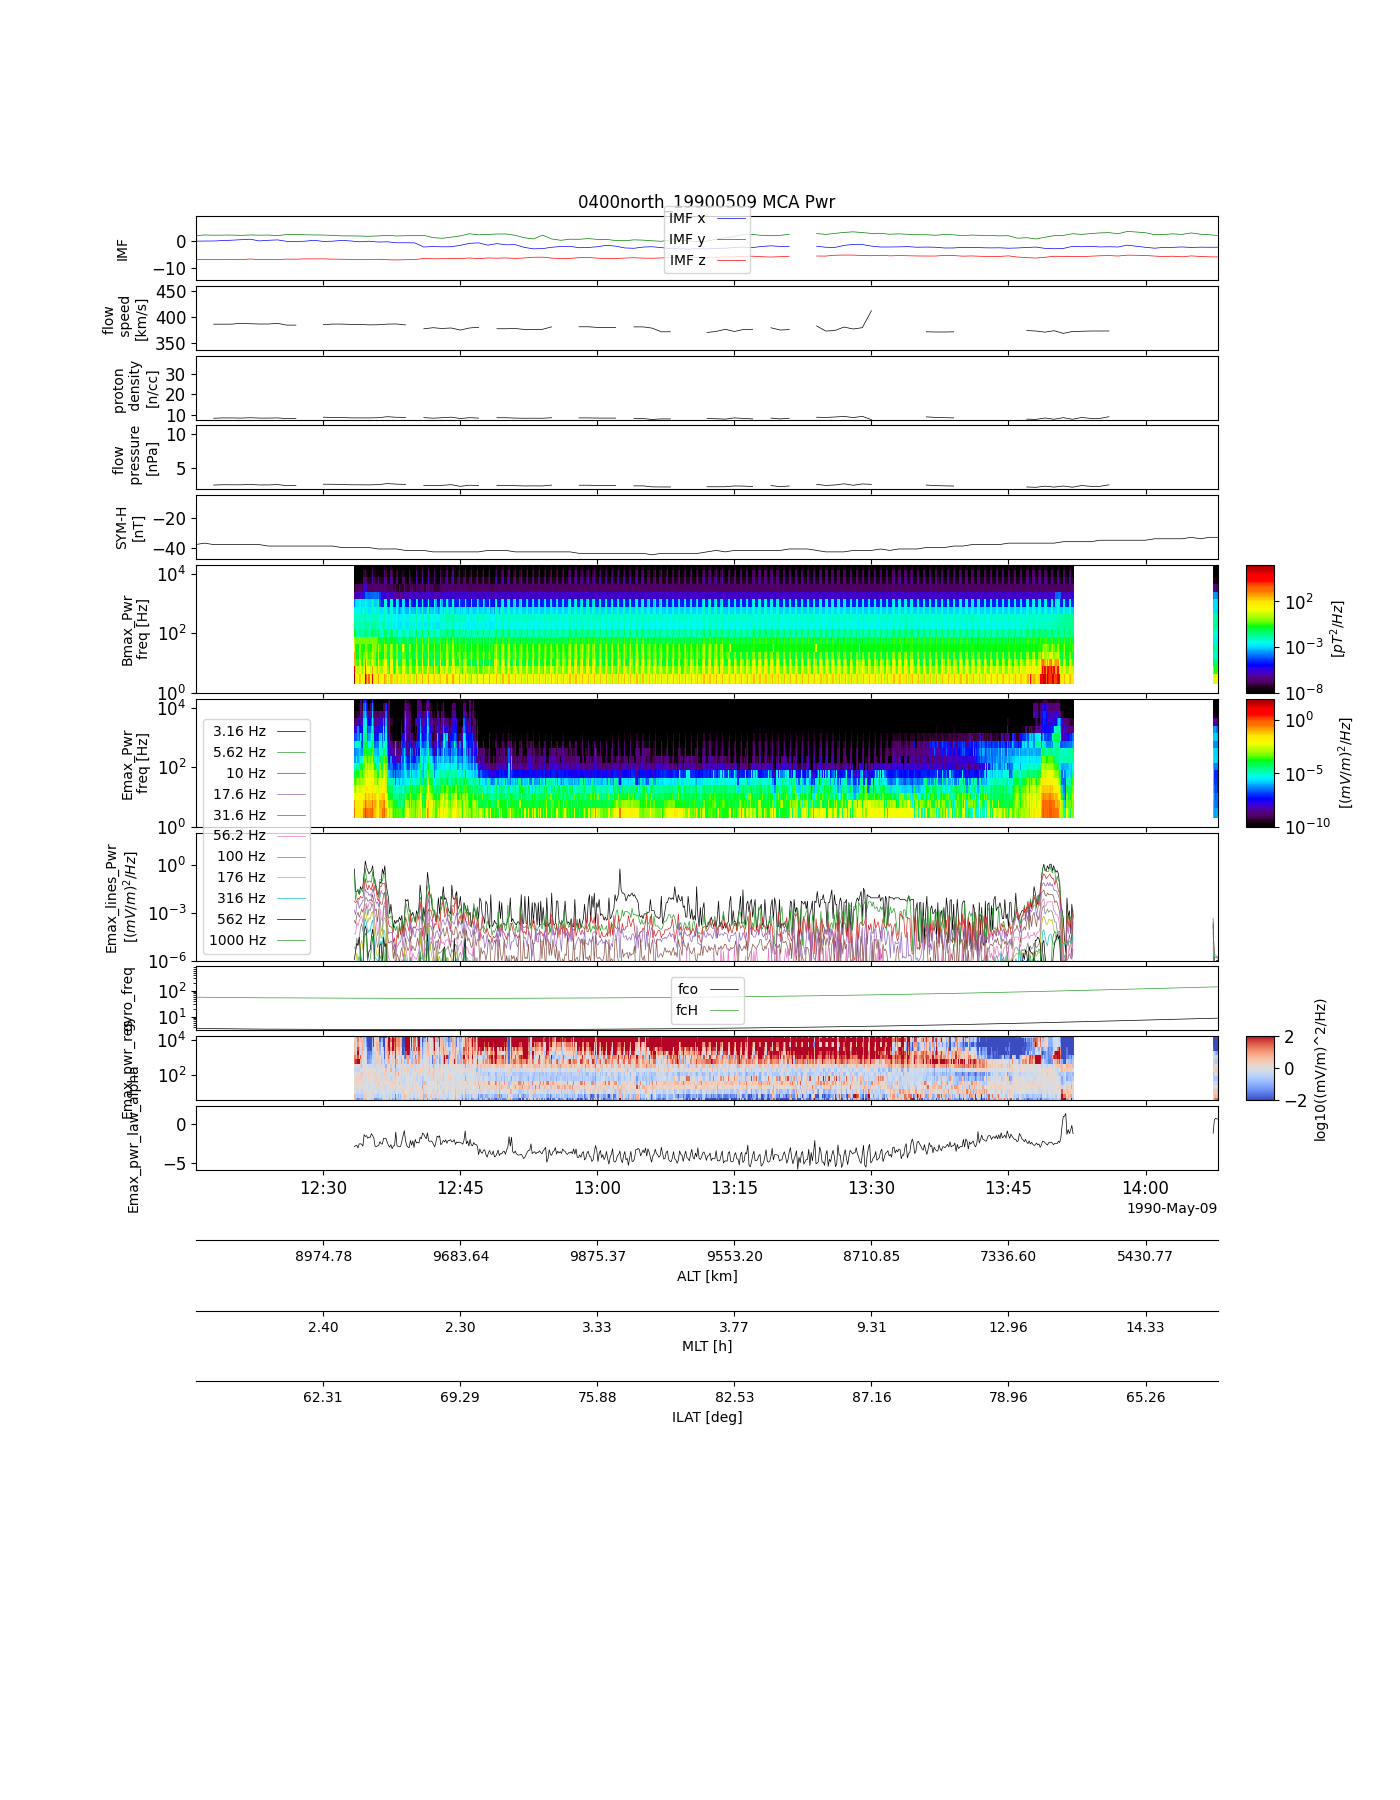 0400north_19900509 MCA Pwr
IMF
0
−10
IMF x
IMF y
IMF z
flow
speed
[km/s]
450
400
350
proton
density
[n/cc]
30
20
10
flow
pressure
[nPa]
10
5
SYM-H
[nT]
−20
−40
Bmax_Pwr
freq [Hz]
10^4
10^2
10^0
10^2
10^-3
10^-8
[pT^2/Hz]
Emax_Pwr
freq [Hz]
10^4
10^2
10^0
10^0
10^-5
10^-10
[(mV/m)^2/Hz]
3.16 Hz
5.62 Hz
10 Hz
17.6 Hz
31.6 Hz
56.2 Hz
100 Hz
176 Hz
316 Hz
562 Hz
1000 Hz
Emax_lines_Pwr
[(mV/m)^2/Hz]
10^0
10^-3
10^-6
gyro_freq
10^2
10^1
fco
fcH
Emax_pwr_res
10^4
10^2
2
0
−2
log10((mV/m)^2/Hz)
Emax_pwr_law_alpha
0
−5
12:30 12:45 13:00 13:15 13:30 13:45 14:00
1990-May-09
8974.78 9683.64 9875.37 9553.20 8710.85 7336.60 5430.77
ALT [km]
2.40 2.30 3.33 3.77 9.31 12.96 14.33
MLT [h]
62.31 69.29 75.88 82.53 87.16 78.96 65.26
ILAT [deg]